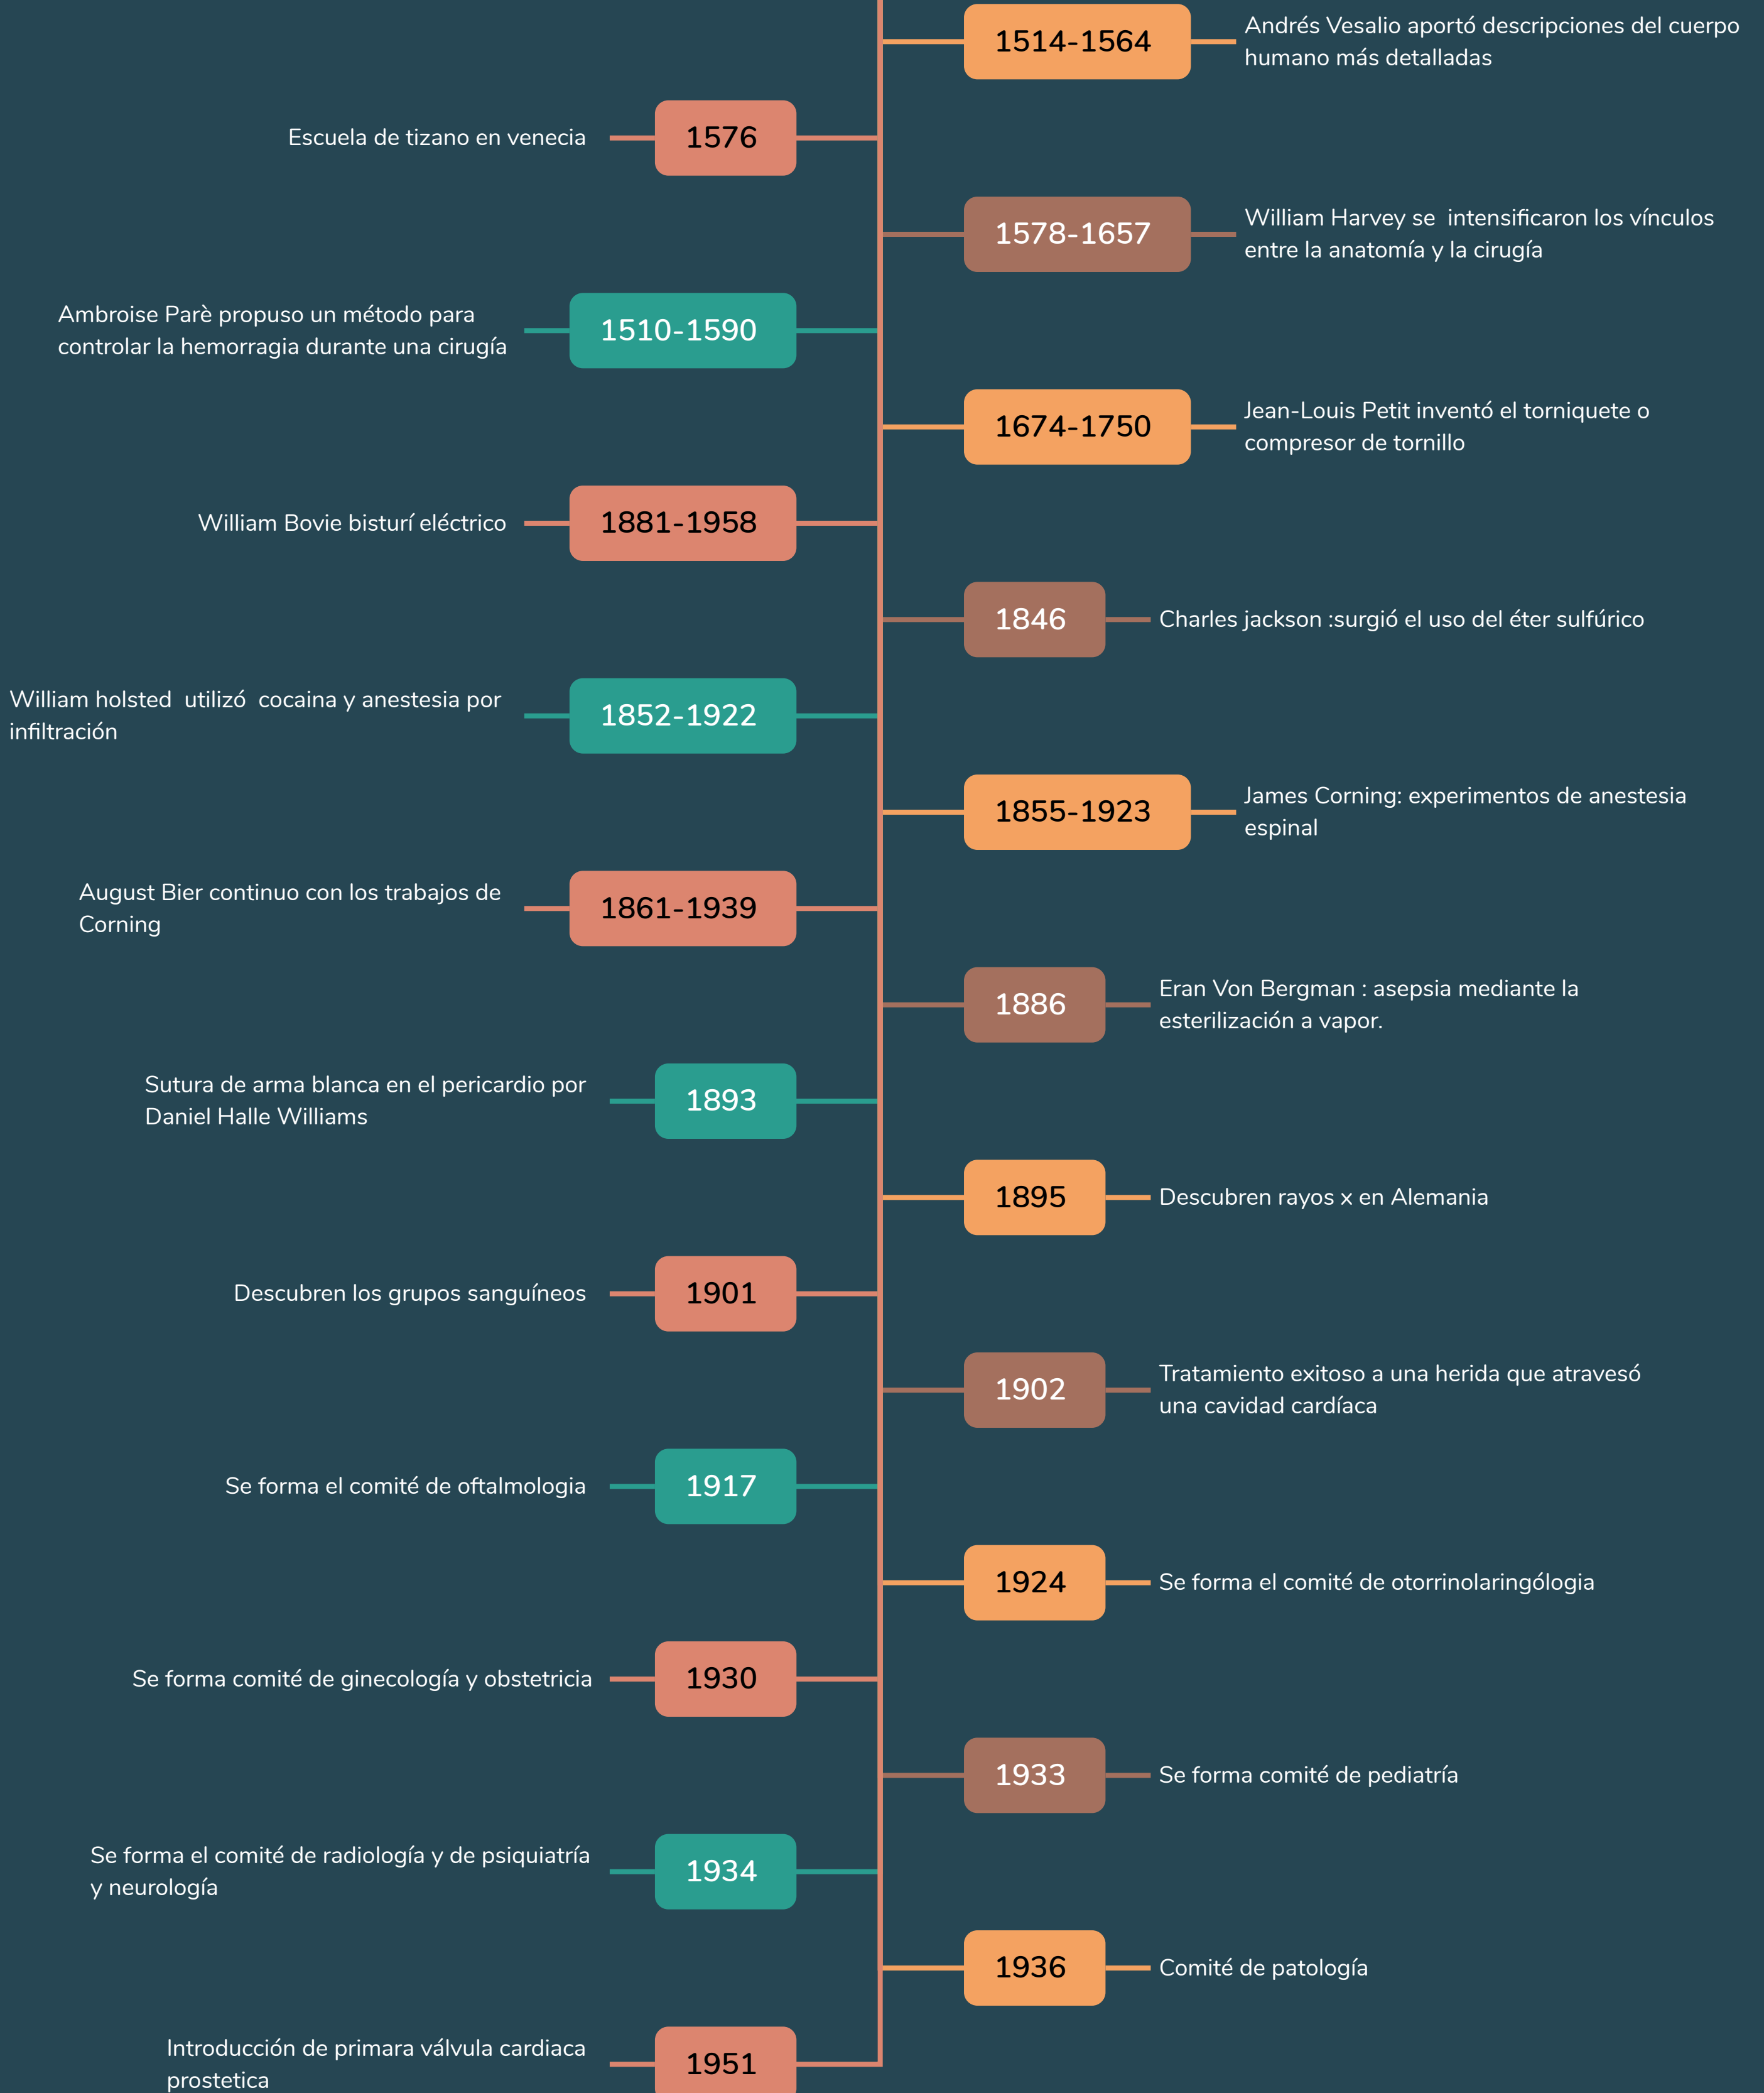 1514-1564
Andrés Vesalio aportó descripciones del cuerpo
humano más detalladas
Escuela de tizano en venecia
1576
1578-1657
William Harvey se  intensificaron los vínculos
entre la anatomía y la cirugía
Ambroise Parè propuso un método para
controlar la hemorragia durante una cirugía
1510-1590
1674-1750
Jean-Louis Petit inventó el torniquete o
compresor de tornillo
William Bovie bisturí eléctrico
1881-1958
1846
Charles jackson :surgió el uso del éter sulfúrico
William holsted  utilizó  cocaina y anestesia por
infiltración
1852-1922
1855-1923
James Corning: experimentos de anestesia
espinal
August Bier continuo con los trabajos de
Corning
1861-1939
1886
Eran Von Bergman : asepsia mediante la
esterilización a vapor.
Sutura de arma blanca en el pericardio por
Daniel Halle Williams
1893
1895
Descubren rayos x en Alemania
Descubren los grupos sanguíneos
1901
1902
Tratamiento exitoso a una herida que atravesó
una cavidad cardíaca
Se forma el comité de oftalmologia
1917
1924
Se forma el comité de otorrinolaringólogia
Se forma comité de ginecología y obstetricia
1930
1933
Se forma comité de pediatría
Se forma el comité de radiología y de psiquiatría
y neurología
1934
1936
Comité de patología
Introducción de primara válvula cardiaca
prostetica
1951